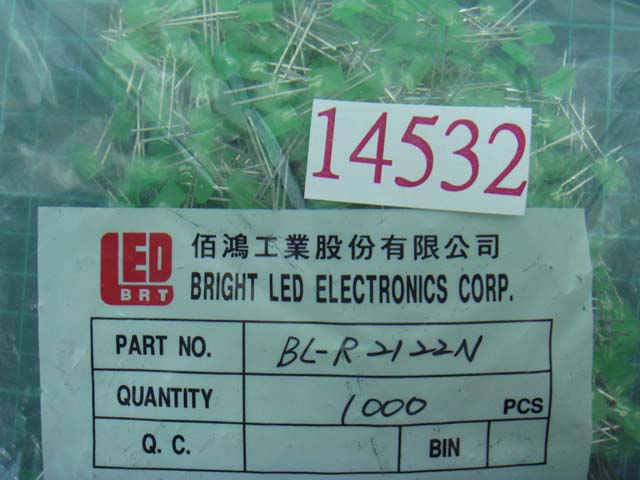 14532
LED
BRT
佰鴻工業股份有限公司
BRIGHT LED ELECTRONICS CORP.
PART NO. BL-R2122N
QUANTITY 1000 PCS
Q.C. BIN